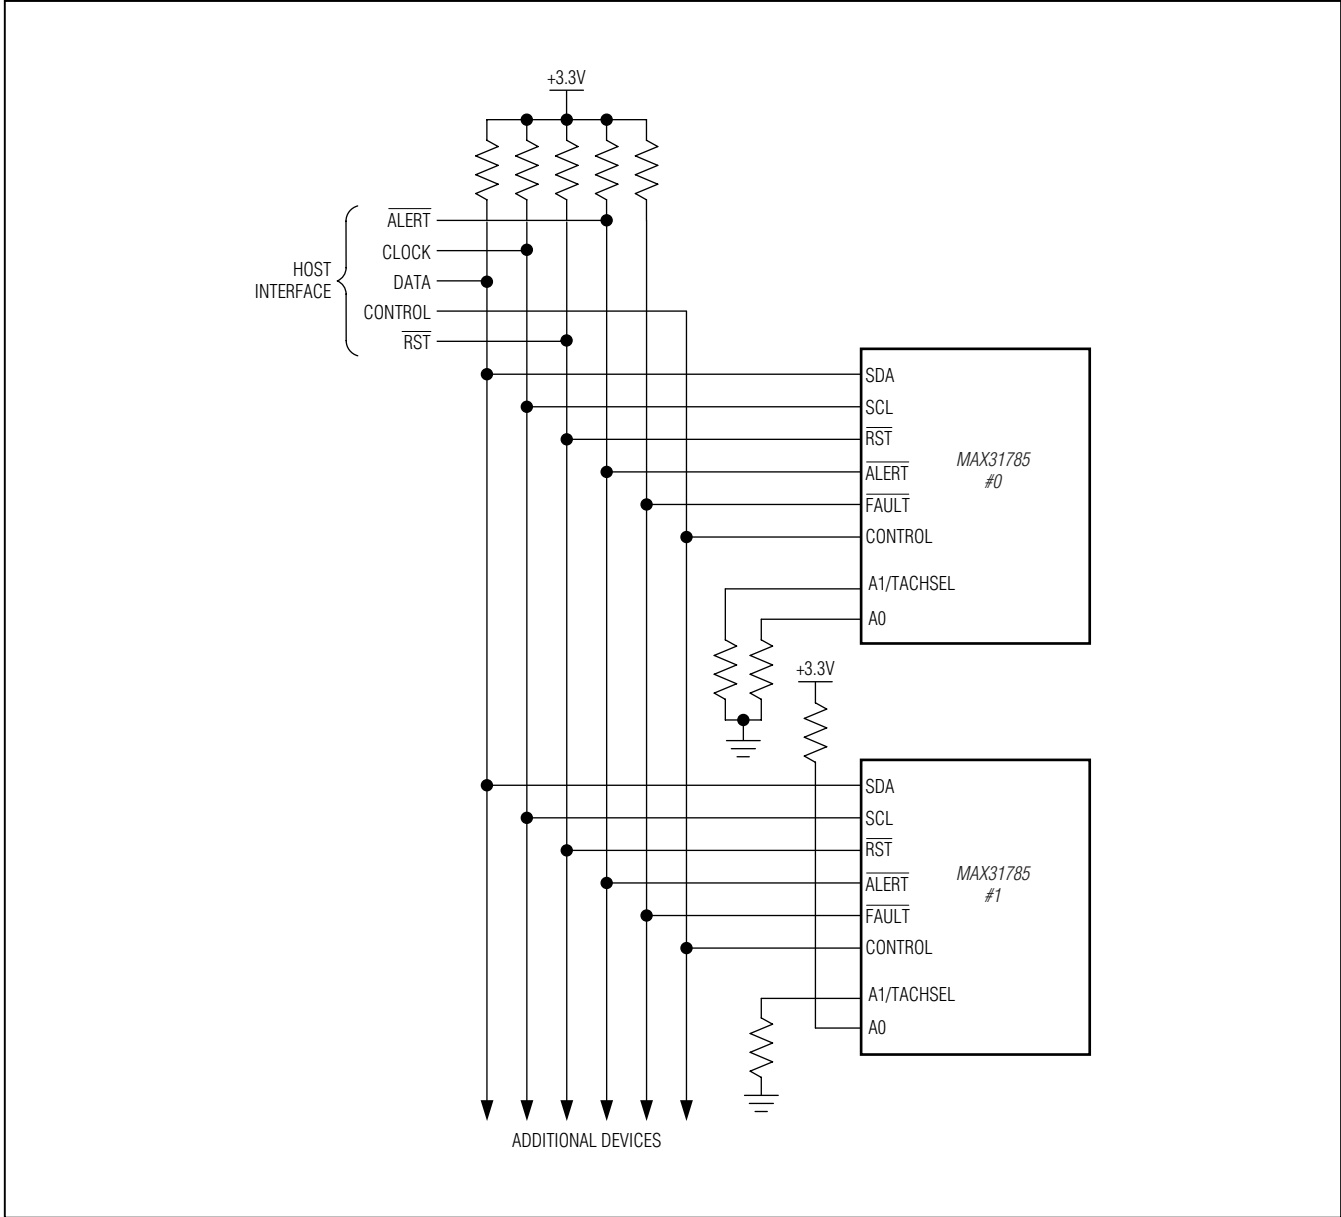 +3.3V
ALERT
CLOCK
DATA
CONTROL
RST
HOST
INTERFACE
SDA
SCL
RST
ALERT
FAULT
CONTROL
A1/TACHSEL
A0
MAX31785
#0
+3.3V
SDA
SCL
RST
ALERT
FAULT
CONTROL
A1/TACHSEL
A0
MAX31785
#1
ADDITIONAL DEVICES